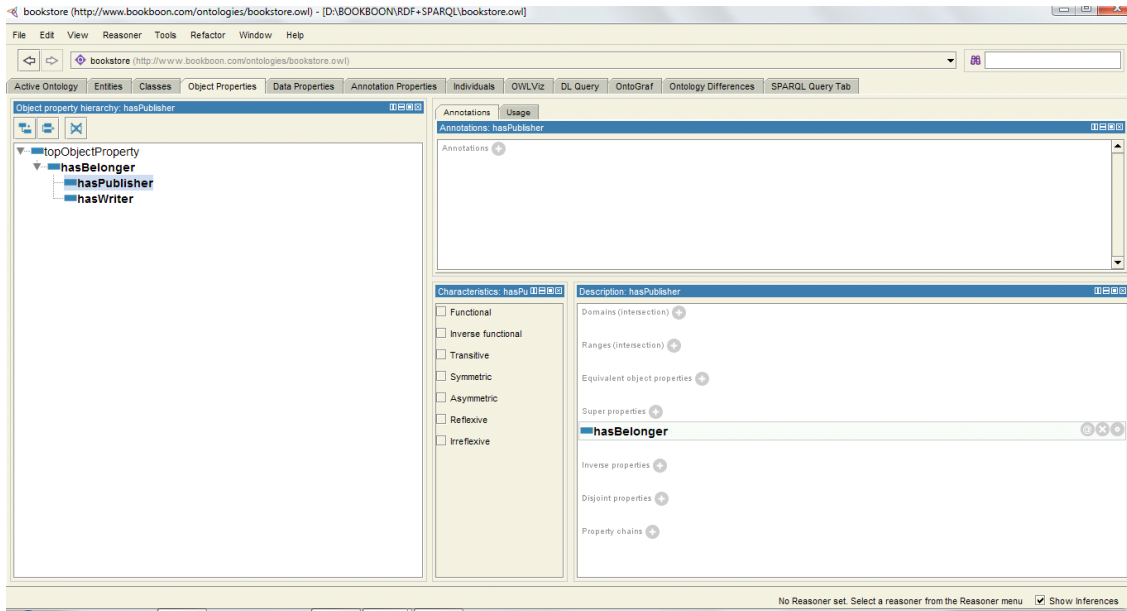 bookstore (http://www.bookboon.com/ontologies/bookstore.owl) - [D:\BOOKBOON\RDF+SPARQL\bookstore.owl]
File Edit View Reasoner Tools Refactor Window Help
bookstore (http://www.bookboon.com/ontologies/bookstore.owl)
Active Ontology Entities Classes Object Properties Data Properties Annotation Properties Individuals OWLViz DL Query OntoGraf Ontology Differences SPARQL Query Tab
Object property hierarchy: hasPublisher
topObjectProperty
hasBelonger
hasPublisher
hasWriter
Annotations Usage
Annotations: hasPublisher
Annotations
Characteristics: hasPu
Functional
Inverse functional
Transitive
Symmetric
Asymmetric
Reflexive
Irreflexive
Description: hasPublisher
Domains (intersection)
Ranges (intersection)
Equivalent object properties
Super properties
hasBelonger
Inverse properties
Disjoint properties
Property chains
No Reasoner set. Select a reasoner from the Reasoner menu Show Inferences